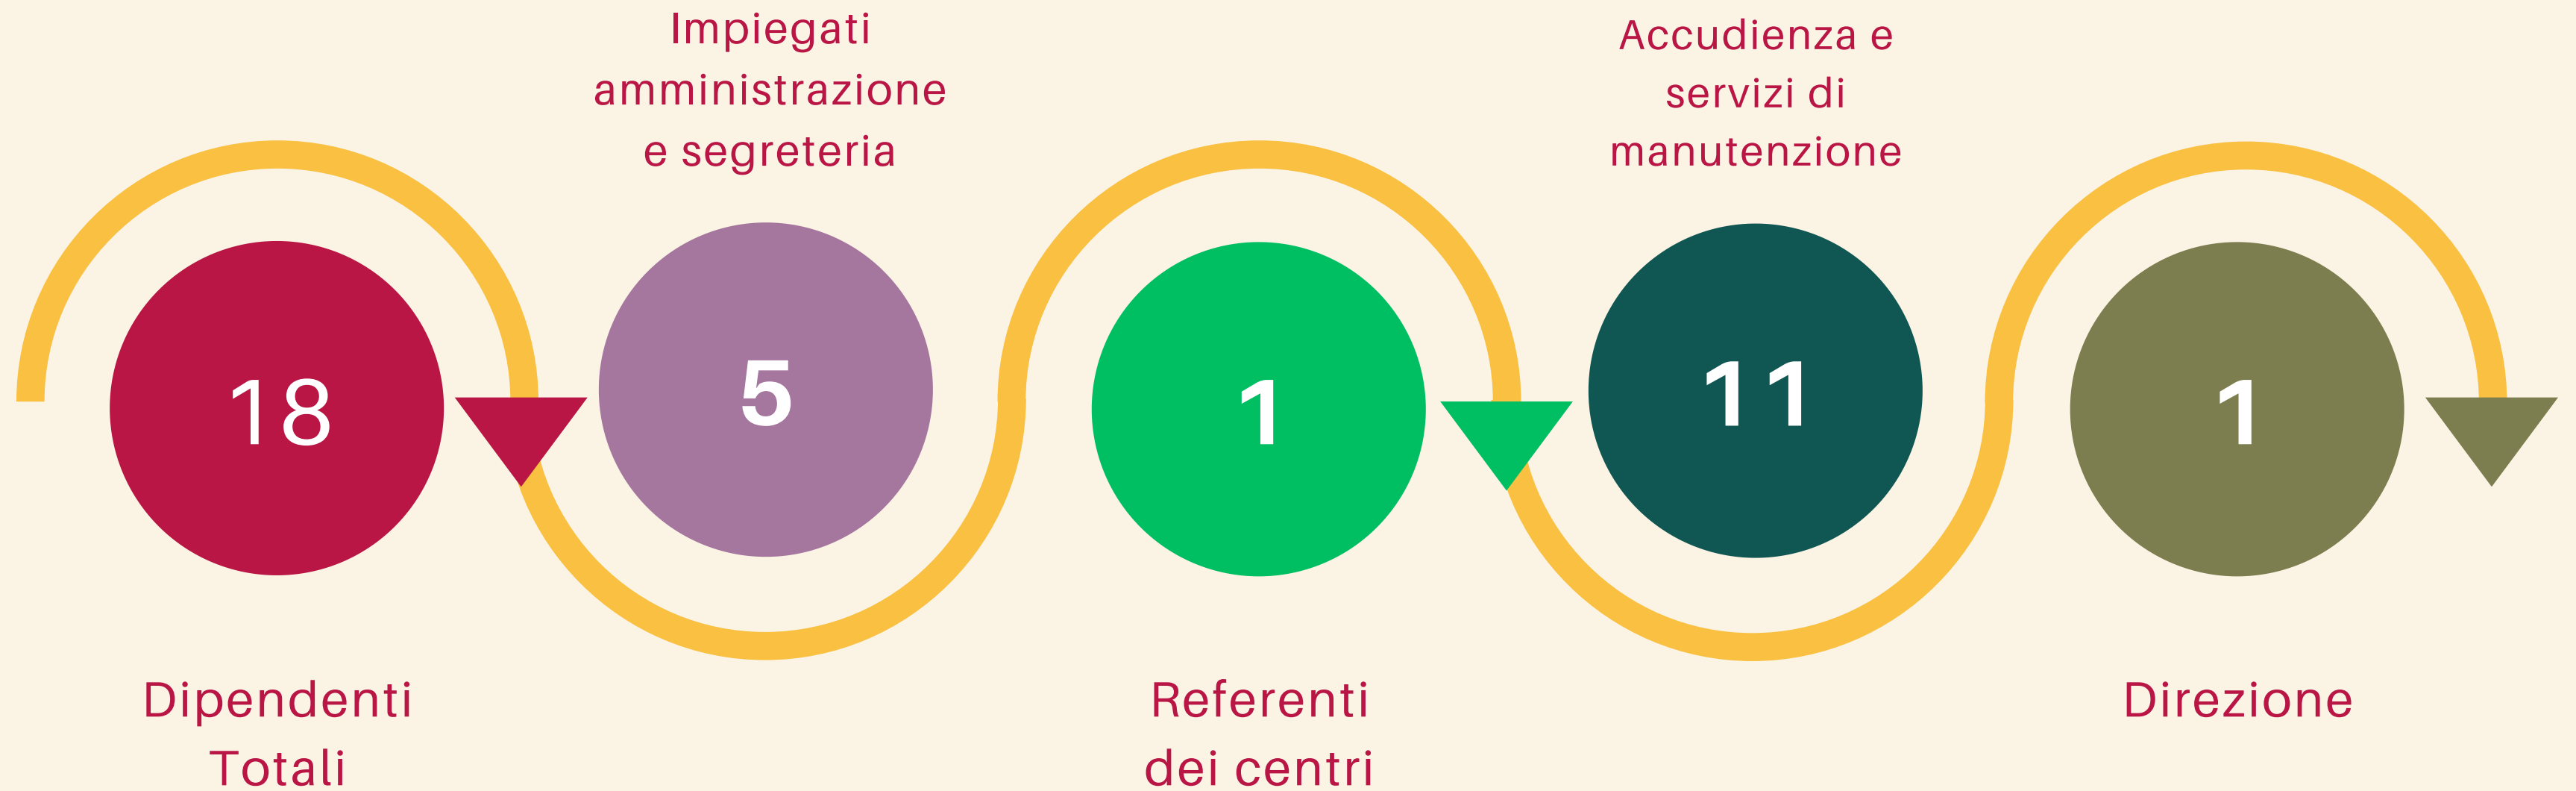 18
Dipendenti
Totali
Impiegati
amministrazione
e segreteria
5
1
Referenti
dei centri
Accudienza e
servizi di
manutenzione
11
1
Direzione